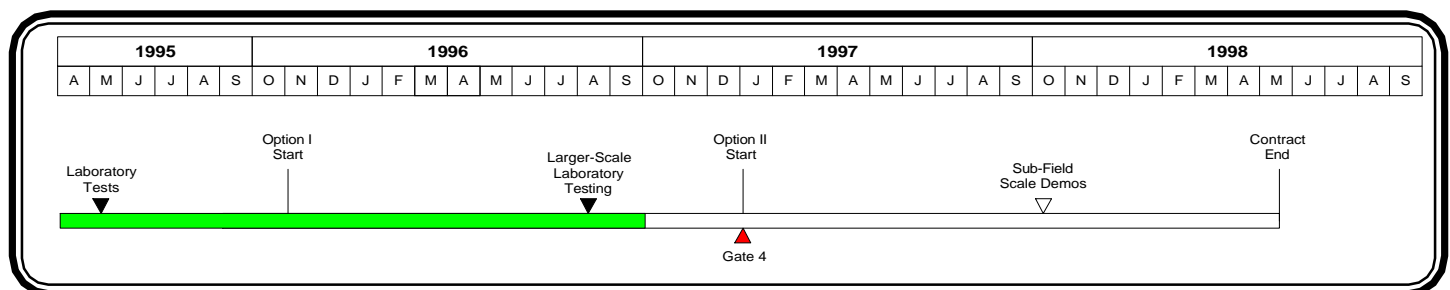 1995 1996 1997 1998
A M J J A S O N D J F M A M J J A S O N D J F M A M J J A S O N D J F M A M J J A S
Laboratory
Tests
Option I
Start
Larger-Scale
Laboratory
Testing
Option II
Start
Gate 4
Sub-Field
Scale Demos
Contract
End